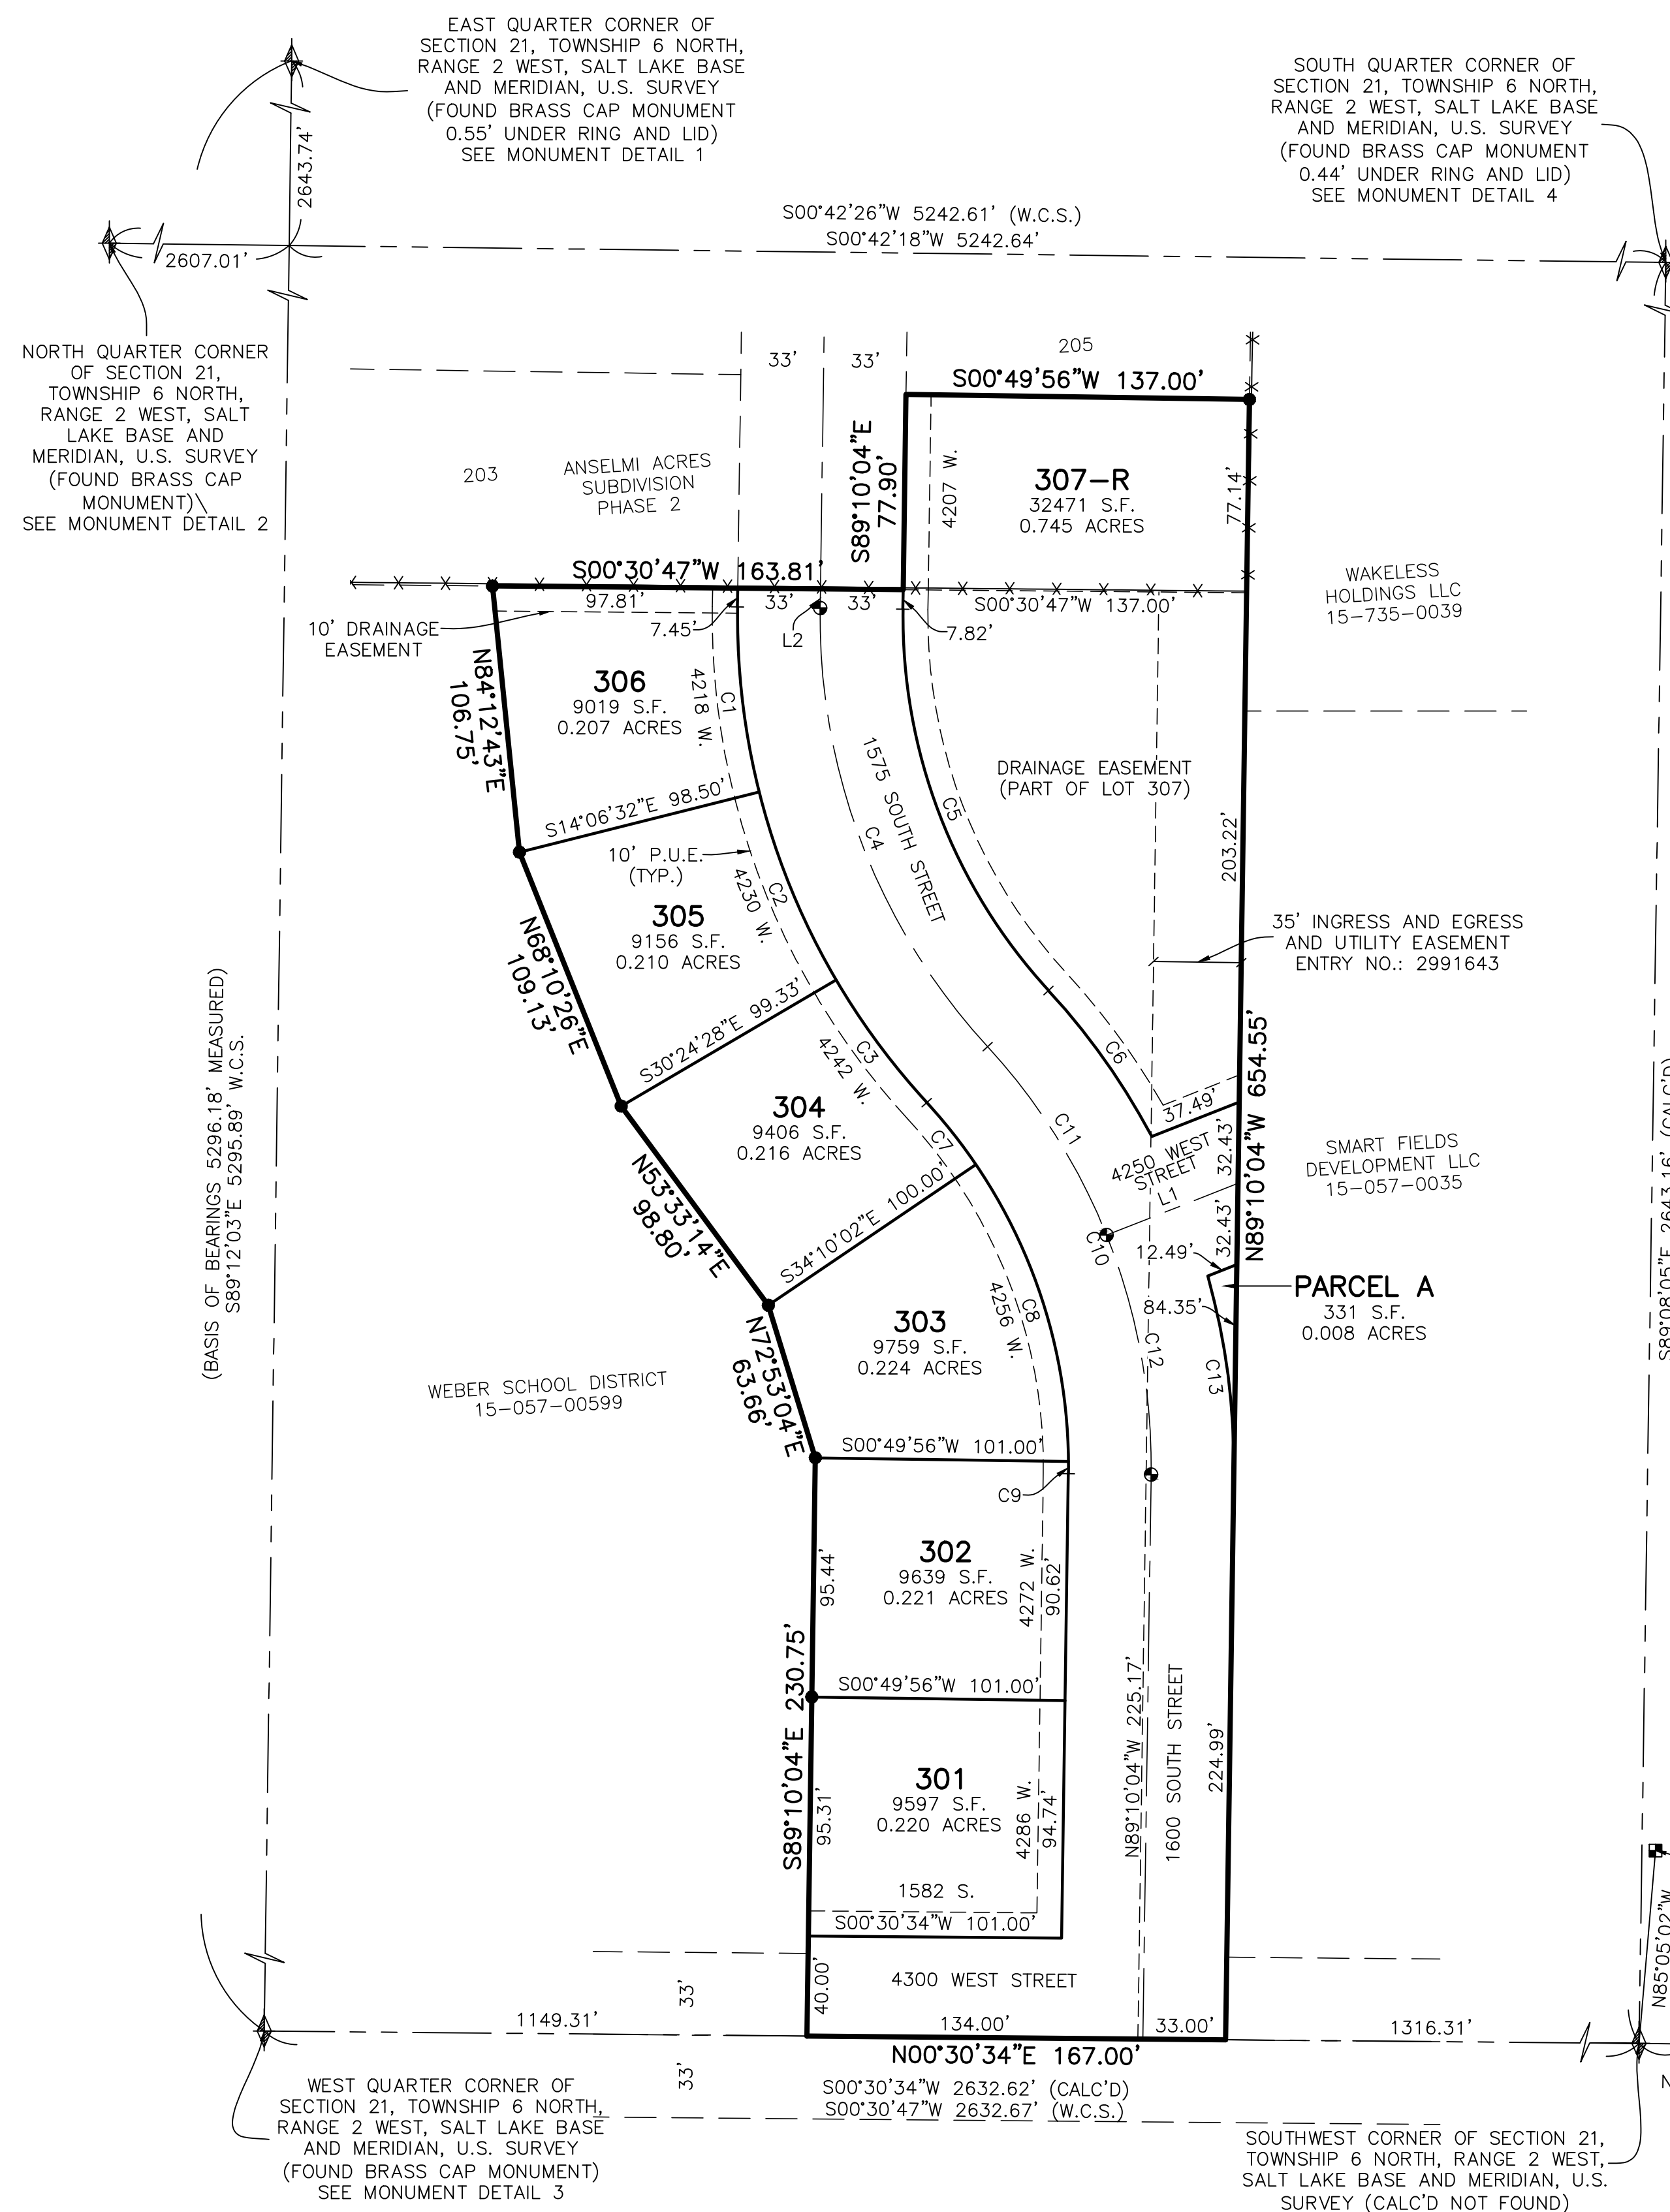 EAST QUARTER CORNER OF
SECTION 21, TOWNSHIP 6 NORTH,
RANGE 2 WEST, SALT LAKE BASE
AND MERIDIAN, U.S. SURVEY
(FOUND BRASS CAP MONUMENT
0.55' UNDER RING AND LID)
SEE MONUMENT DETAIL 1
SOUTH QUARTER CORNER OF
SECTION 21, TOWNSHIP 6 NORTH,
RANGE 2 WEST, SALT LAKE BASE
AND MERIDIAN, U.S. SURVEY
(FOUND BRASS CAP MONUMENT
0.44' UNDER RING AND LID)
SEE MONUMENT DETAIL 4
2643.74'
S00°42'26"W 5242.61' (W.C.S.)
S00°42'18"W 5242.64'
2607.01'
NORTH QUARTER CORNER
OF SECTION 21,
TOWNSHIP 6 NORTH,
RANGE 2 WEST, SALT
LAKE BASE AND
MERIDIAN, U.S. SURVEY
(FOUND BRASS CAP
MONUMENT)\
SEE MONUMENT DETAIL 2
33'
33'
205
S00°49'56"W 137.00'
S89°10'04"E
77.90'
4207 W.
307-R
32471 S.F.
0.745 ACRES
77.14'
203
ANSELMI ACRES
SUBDIVISION
PHASE 2
WAKELESS
HOLDINGS LLC
15-735-0039
S00°30'47"W 163.81'
97.81'
33'
33'
S00°30'47"W 137.00'
10' DRAINAGE
EASEMENT
7.45'
L2
7.82'
N84°12'43"E
106.75'
306
9019 S.F.
0.207 ACRES
4218 W.
C1
S14°06'32"E 98.50'
1575 SOUTH STREET
C4
C5
DRAINAGE EASEMENT
(PART OF LOT 307)
203.22'
10' P.U.E.
(TYP.)
C2
4230 W.
305
9156 S.F.
0.210 ACRES
N68°10'26"E
109.13'
35' INGRESS AND EGRESS
AND UTILITY EASEMENT
ENTRY NO.: 2991643
S30°24'28"E 99.33'
C3
4242 W.
C6
(BASIS OF BEARINGS 5296.18' MEASURED)
S89°12'03"E 5295.89' W.C.S.
304
9406 S.F.
0.216 ACRES
C7
C11
37.49'
32.43'
N89°10'04"W 654.55'
4250 WEST
STREET
L1
SMART FIELDS
DEVELOPMENT LLC
15-057-0035
S89°08'05"E 2643.16' (CALC'D)
N53°33'14"E
98.80'
S34°10'02"E 100.00'
C10
32.43'
12.49'
PARCEL A
331 S.F.
0.008 ACRES
84.35'
C8
4256 W.
303
9759 S.F.
0.224 ACRES
C12
C13
N72°53'04"E
63.66'
WEBER SCHOOL DISTRICT
15-057-00599
S00°49'56"W 101.00'
C9
302
9639 S.F.
0.221 ACRES
95.44'
4272 W.
90.62'
S89°10'04"E 230.75'
S00°49'56"W 101.00'
N89°10'04"W 225.17'
1600 SOUTH STREET
224.99'
301
9597 S.F.
0.220 ACRES
95.31'
4286 W.
94.74'
1582 S.
S00°30'34"W 101.00'
N85°05'02"W
40.00'
4300 WEST STREET
33'
1149.31'
134.00'
33.00'
1316.31'
N00°30'34"E 167.00'
33'
S00°30'34"W 2632.62' (CALC'D)
S00°30'47"W 2632.67' (W.C.S.)
N
WEST QUARTER CORNER OF
SECTION 21, TOWNSHIP 6 NORTH,
RANGE 2 WEST, SALT LAKE BASE
AND MERIDIAN, U.S. SURVEY
(FOUND BRASS CAP MONUMENT)
SEE MONUMENT DETAIL 3
SOUTHWEST CORNER OF SECTION 21,
TOWNSHIP 6 NORTH, RANGE 2 WEST,
SALT LAKE BASE AND MERIDIAN, U.S.
SURVEY (CALC'D NOT FOUND)